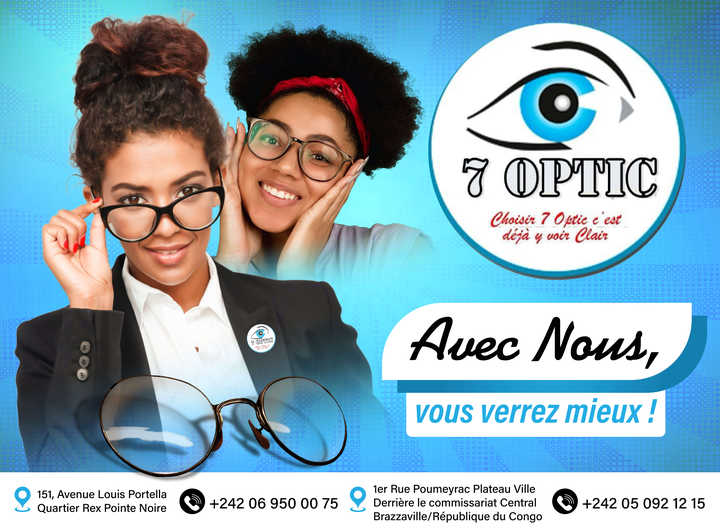 7 OPTIC
Choisir 7 Optic c'est
déjà y voir Clair
Avec Nous,
vous verrez mieux !
151, Avenue Louis Portella
Quartier Rex Pointe Noire
+242 06 950 00 75
1er Rue Poumeyrac Plateau Ville
Derrière le commissariat Central
Brazzaville/République du Congo
+242 05 092 12 15